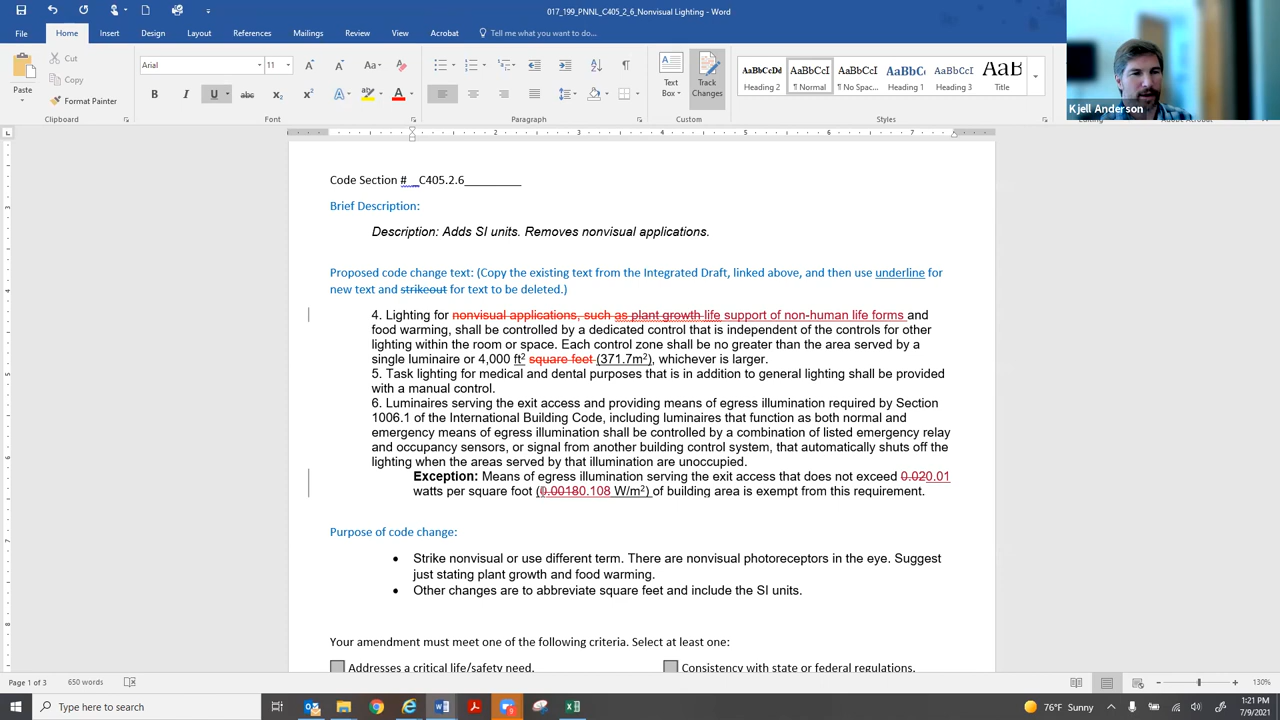 017_199_PNNL_C405_2_6_Nonvisual Lighting - Word
File Home Insert Design Layout References Mailings Review View Acrobat Tell me what you want to do...
Paste
Cut
Copy
Format Painter
Clipboard
Arial 11
Font
Paragraph
Text Box
Track Changes
Custom
AaBbCcDd AaBbCcI AaBbCcI AaBbCc AaBbCcI AaB
Heading 2 ¶ Normal ¶ No Spac... Heading 1 Heading 3 Title
Styles
Kjell Anderson
Code Section # _C405.2.6_________
Brief Description:
Description: Adds SI units. Removes nonvisual applications.
Proposed code change text: (Copy the existing text from the Integrated Draft, linked above, and then use underline for
new text and strikeout for text to be deleted.)
4. Lighting for nonvisual applications, such as plant growth life support of non-human life forms and
food warming, shall be controlled by a dedicated control that is independent of the controls for other
lighting within the room or space. Each control zone shall be no greater than the area served by a
single luminaire or 4,000 ft² square feet (371.7m²), whichever is larger.
5. Task lighting for medical and dental purposes that is in addition to general lighting shall be provided
with a manual control.
6. Luminaires serving the exit access and providing means of egress illumination required by Section
1006.1 of the International Building Code, including luminaires that function as both normal and
emergency means of egress illumination shall be controlled by a combination of listed emergency relay
and occupancy sensors, or signal from another building control system, that automatically shuts off the
lighting when the areas served by that illumination are unoccupied.
Exception: Means of egress illumination serving the exit access that does not exceed 0.020.01
watts per square foot (0.00180.108 W/m²) of building area is exempt from this requirement.
Purpose of code change:
• Strike nonvisual or use different term. There are nonvisual photoreceptors in the eye. Suggest
just stating plant growth and food warming.
• Other changes are to abbreviate square feet and include the SI units.
Your amendment must meet one of the following criteria. Select at least one:
Addresses a critical life/safety need. Consistency with state or federal regulations.
Page 1 of 3 650 words 130%
Type here to search
76°F Sunny 1:21 PM
7/9/2021